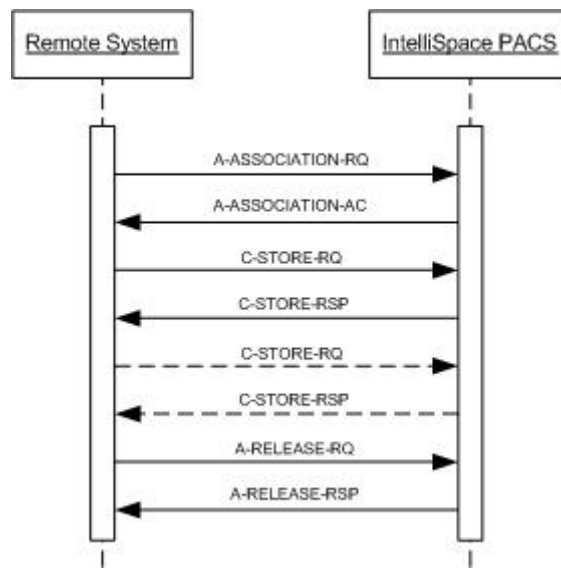 Remote System
IntelliSpace PACS
A-ASSOCIATION-RQ
A-ASSOCIATION-AC
C-STORE-RQ
C-STORE-RSP
C-STORE-RQ
C-STORE-RSP
A-RELEASE-RQ
A-RELEASE-RSP